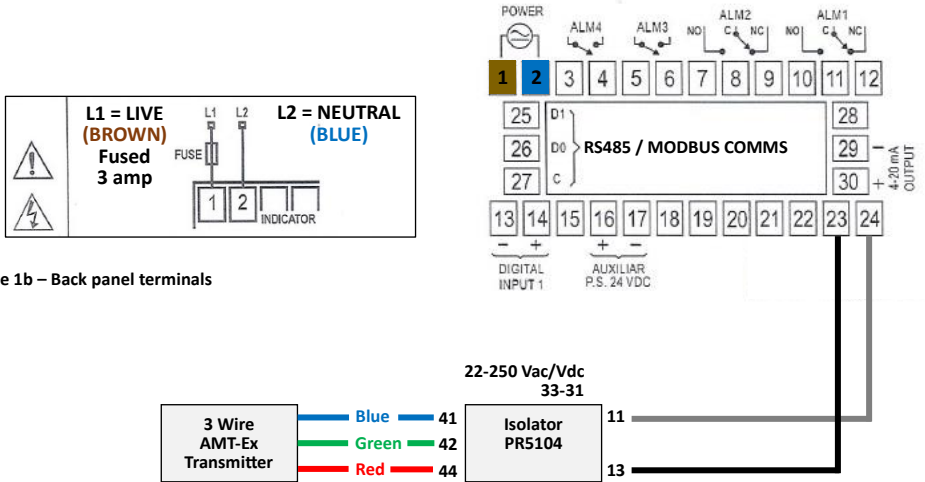 POWER
ALM4
ALM3
NO
ALM2
C
NC
NO
ALM1
C
NC
1 2 3 4 5 6 7 8 9 10 11 12
L1 = LIVE
(BROWN)
Fused
3 amp
L1
L2
L2 = NEUTRAL
(BLUE)
FUSE
1
2
INDICATOR
25
26
27
D1
D0
C
RS485 / MODBUS COMMS
28
29
30
−
+
4-20 mA
OUTPUT
13 14 15 16 17 18 19 20 21 22 23 24
− +
DIGITAL
INPUT 1
+ −
AUXILIAR
P.S. 24 VDC
e 1b – Back panel terminals
22-250 Vac/Vdc
33-31
3 Wire
AMT-Ex
Transmitter
Blue
Green
Red
41
42
44
Isolator
PR5104
11
13